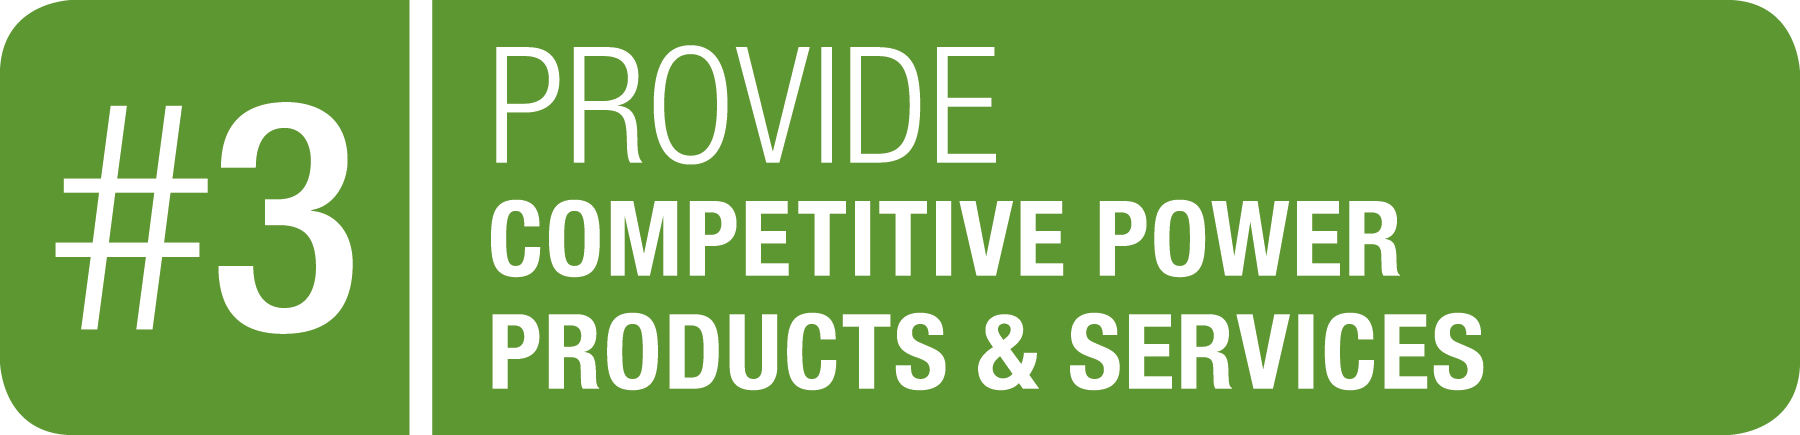 #3
PROVIDE
COMPETITIVE POWER
PRODUCTS & SERVICES